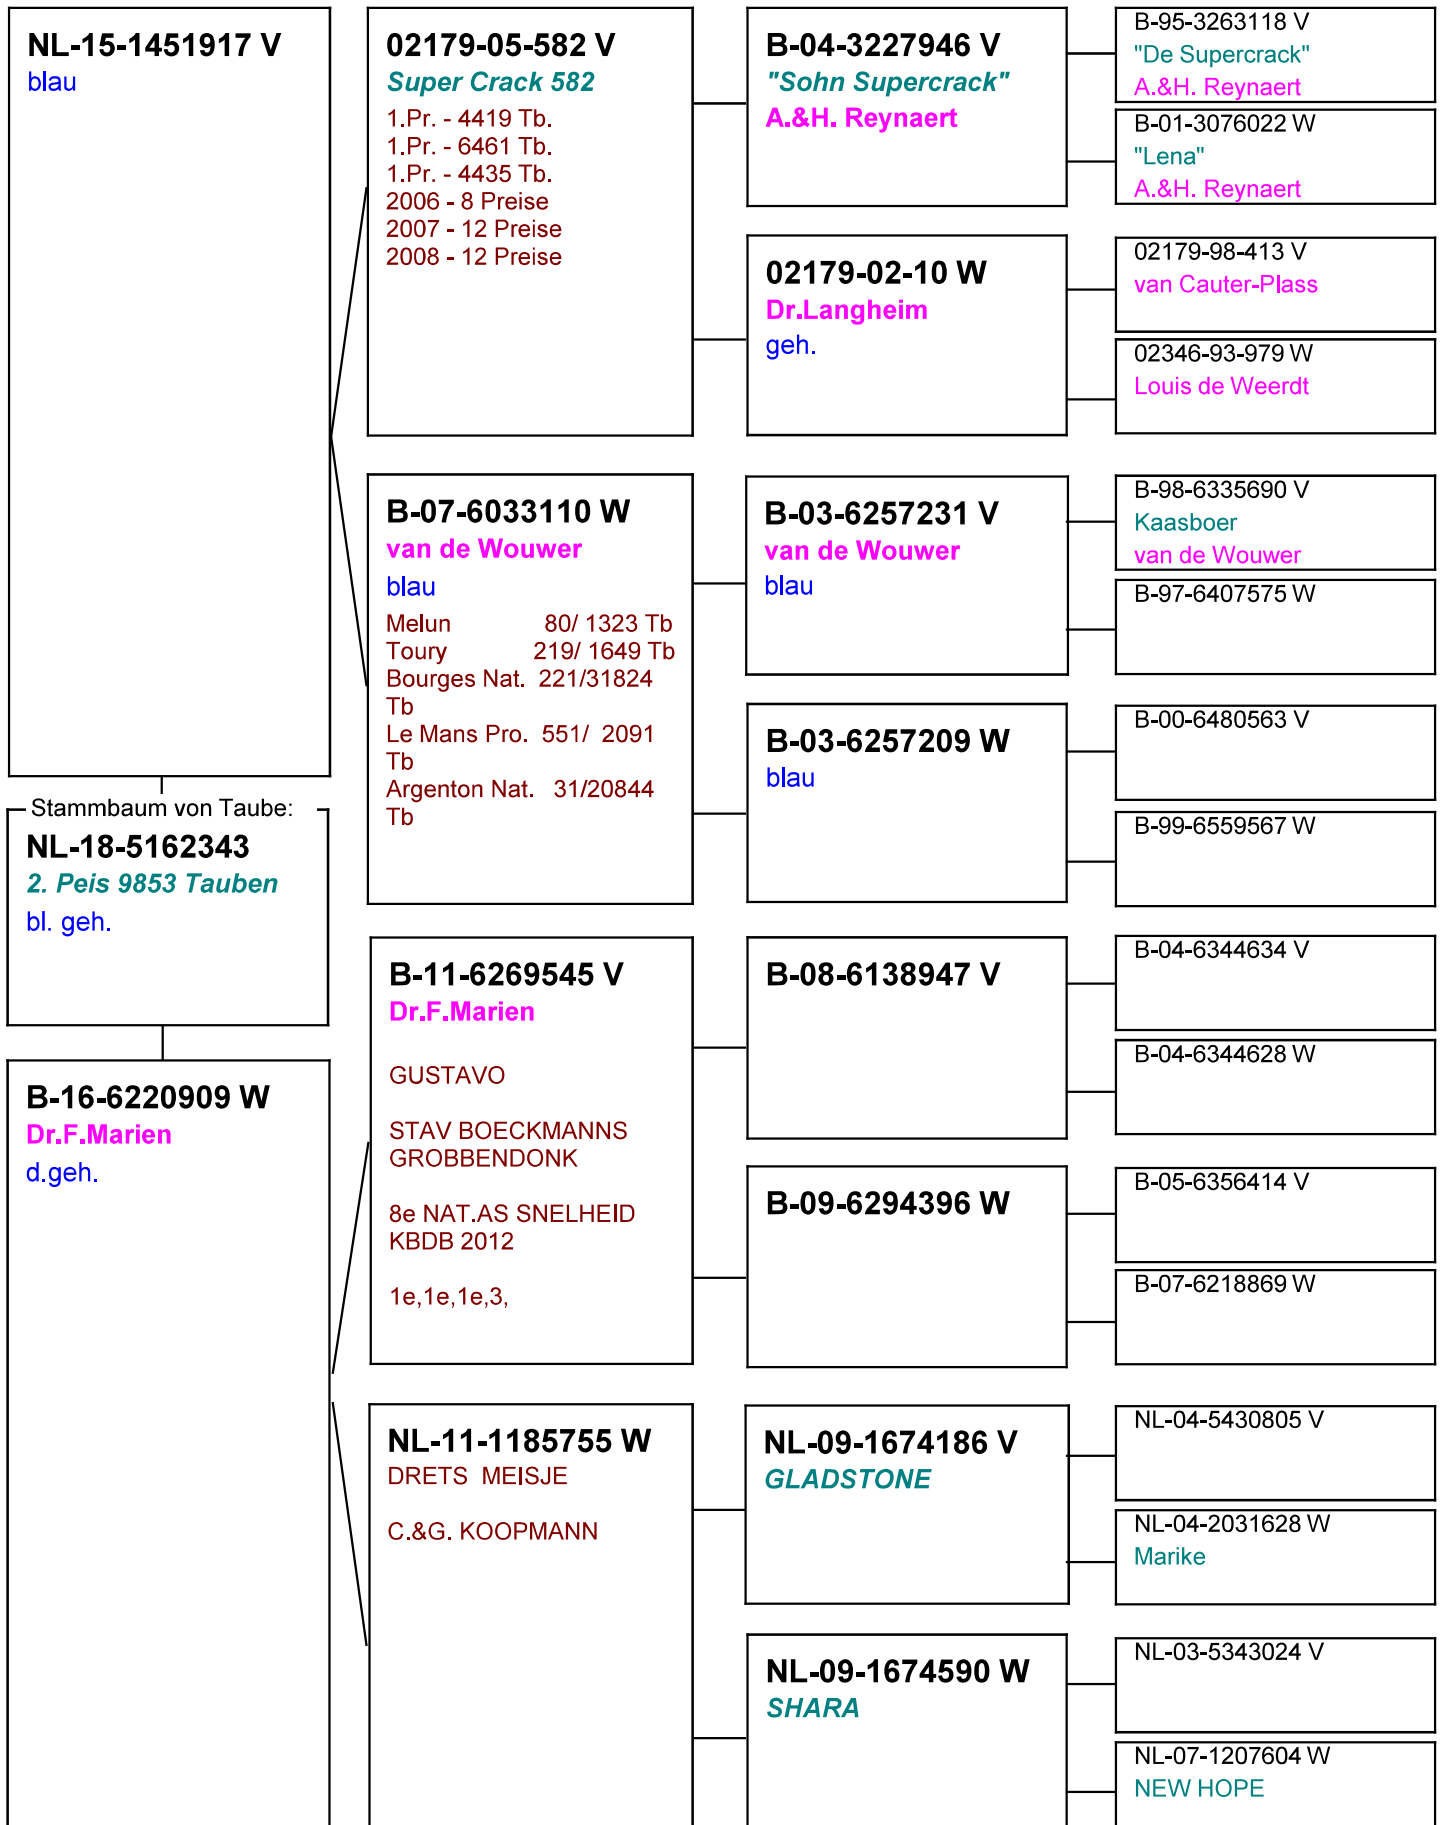 NL-15-1451917 V
blau
Stammbaum von Taube:
NL-18-5162343
2. Peis 9853 Tauben
bl. geh.
B-16-6220909 W
Dr.F.Marien
d.geh.
02179-05-582 V
Super Crack 582
1.Pr. - 4419 Tb.
1.Pr. - 6461 Tb.
1.Pr. - 4435 Tb.
2006 - 8 Preise
2007 - 12 Preise
2008 - 12 Preise
B-07-6033110 W
van de Wouwer
blau
Melun 80/ 1323 Tb
Toury 219/ 1649 Tb
Bourges Nat. 221/31824
Tb
Le Mans Pro. 551/ 2091
Tb
Argenton Nat. 31/20844
Tb
B-11-6269545 V
Dr.F.Marien
GUSTAVO
STAV BOECKMANNS
GROBBENDONK
8e NAT.AS SNELHEID
KBDB 2012
1e,1e,1e,3,
NL-11-1185755 W
DRETS MEISJE
C.&G. KOOPMANN
B-04-3227946 V
"Sohn Supercrack"
A.&H. Reynaert
02179-02-10 W
Dr.Langheim
geh.
B-03-6257231 V
van de Wouwer
blau
B-03-6257209 W
blau
B-08-6138947 V
B-09-6294396 W
NL-09-1674186 V
GLADSTONE
NL-09-1674590 W
SHARA
B-95-3263118 V
"De Supercrack"
A.&H. Reynaert
B-01-3076022 W
"Lena"
A.&H. Reynaert
02179-98-413 V
van Cauter-Plass
02346-93-979 W
Louis de Weerdt
B-98-6335690 V
Kaasboer
van de Wouwer
B-97-6407575 W
B-00-6480563 V
B-99-6559567 W
B-04-6344634 V
B-04-6344628 W
B-05-6356414 V
B-07-6218869 W
NL-04-5430805 V
NL-04-2031628 W
Marike
NL-03-5343024 V
NL-07-1207604 W
NEW HOPE